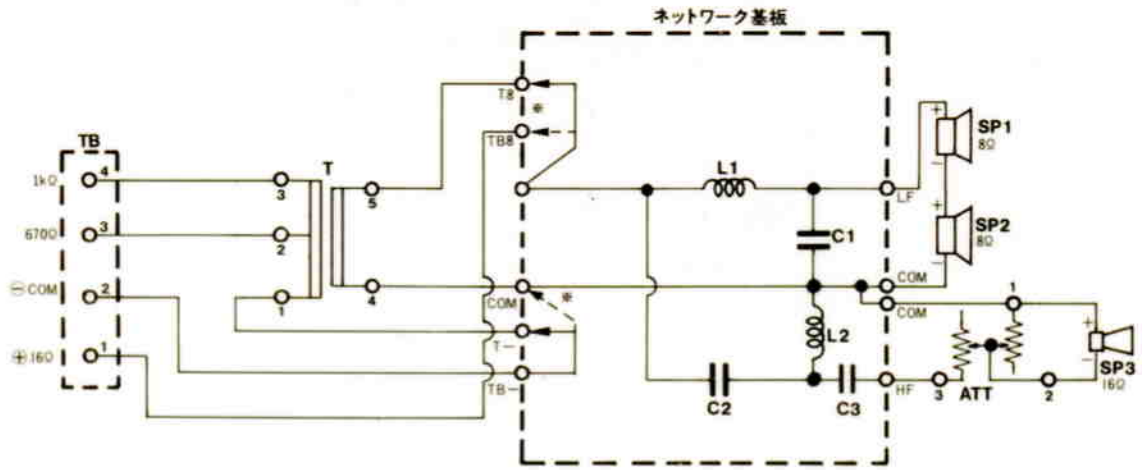 ネットワーク基板
T8
※
TB8
TB
T
1kΩ
4
3
5
L1
LF
+
SP1
8Ω
−
670Ω
3
2
C1
+
SP2
8Ω
−
⊖COM
2
1
4
COM
※
COM
COM
1
T−
L2
+
−
SP3
16Ω
⊕16Ω
1
TB−
C2
C3
HF
3
ATT
2